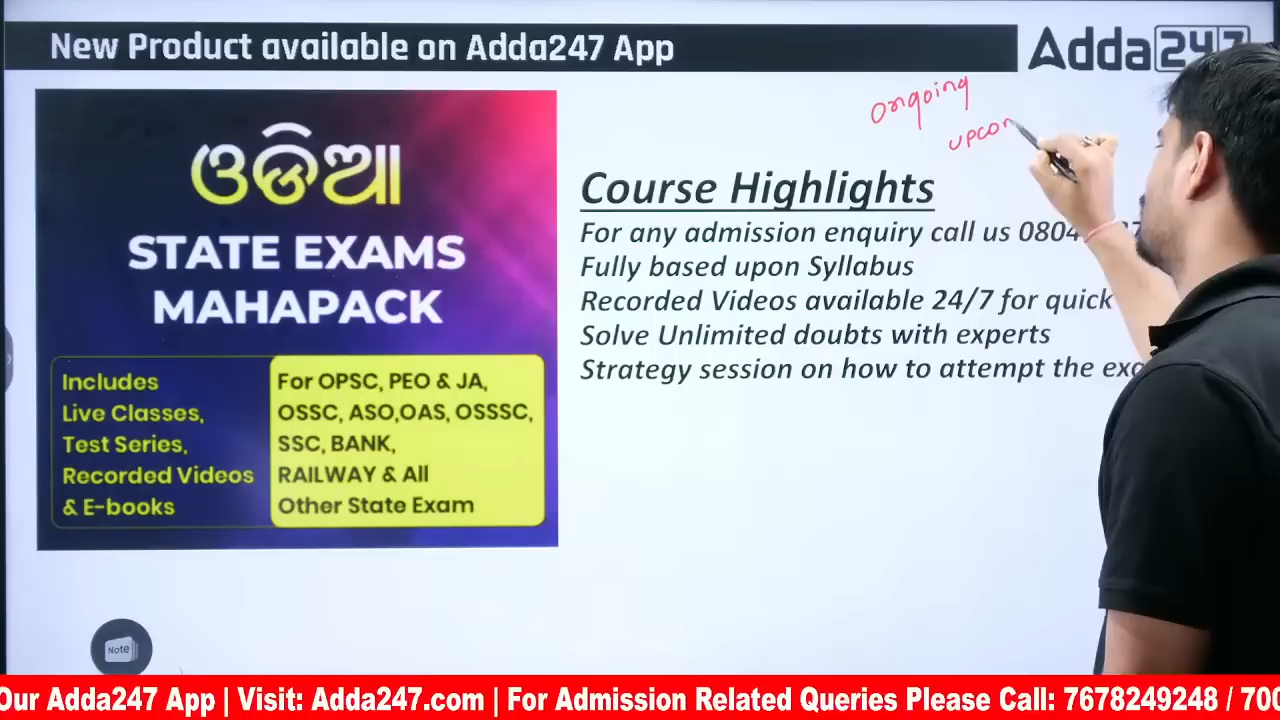 New Product available on Adda247 App
Adda247
ongoing
upcom
ଓଡିଆ
STATE EXAMS
MAHAPACK
Includes
Live Classes,
Test Series,
Recorded Videos
& E-books
For OPSC, PEO & JA,
OSSC, ASO,OAS, OSSSC,
SSC, BANK,
RAILWAY & All
Other State Exam
Course Highlights
For any admission enquiry call us
Fully based upon Syllabus
Recorded Videos available 24/7 for quick
Solve Unlimited doubts with experts
Strategy session on how to attempt the
Note
Our Adda247 App | Visit: Adda247.com | For Admission Related Queries Please Call: 7678249248 / 700